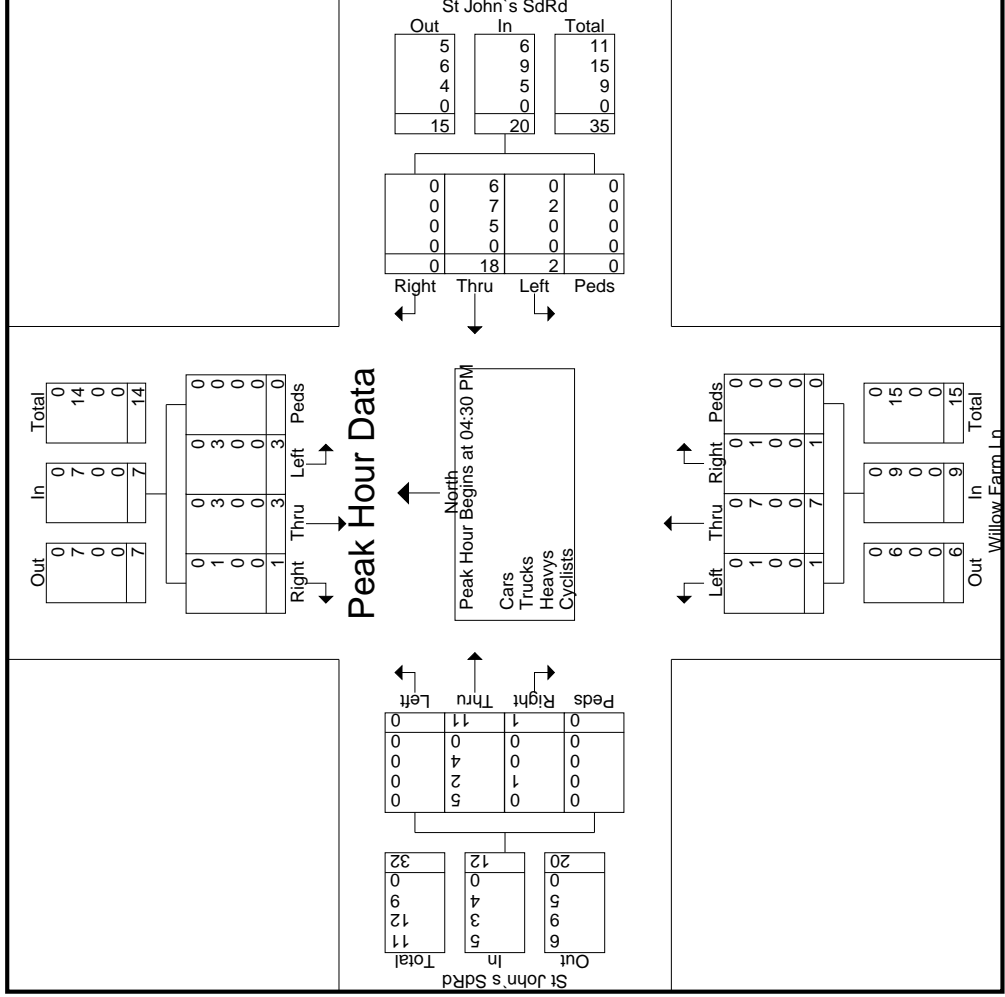 St John`s SdRd
Out In Total
5 6 11
6 9 15
4 5 9
0 0 0
15 20 35
0 6 0 0
0 7 2 0
0 5 0 0
0 0 0 0
0 18 2 0
Right Thru Left Peds
Out In Total
0 0 0
7 7 14
0 0 0
0 0 0
7 7 14
0 0 0 0
1 3 3 0
0 0 0 0
0 0 0 0
1 3 3 0
Right Thru Left Peds
Peak Hour Data
North
Peak Hour Begins at 04:30 PM
Cars
Trucks
Heavys
Cyclists
Left Thru Right Peds
0 0 0 0
1 7 1 0
0 0 0 0
0 0 0 0
1 7 1 0
0 0 0
6 9 15
0 0 0
0 0 0
6 9 15
Out In Total
Willow Farm Ln
Left Thru Right Peds
0 11 1 0
0 0 0 0
0 4 0 0
0 2 1 0
0 5 0 0
32 12 20
0 0 0
9 4 5
12 3 9
11 5 6
Total In Out
St John`s SdRd